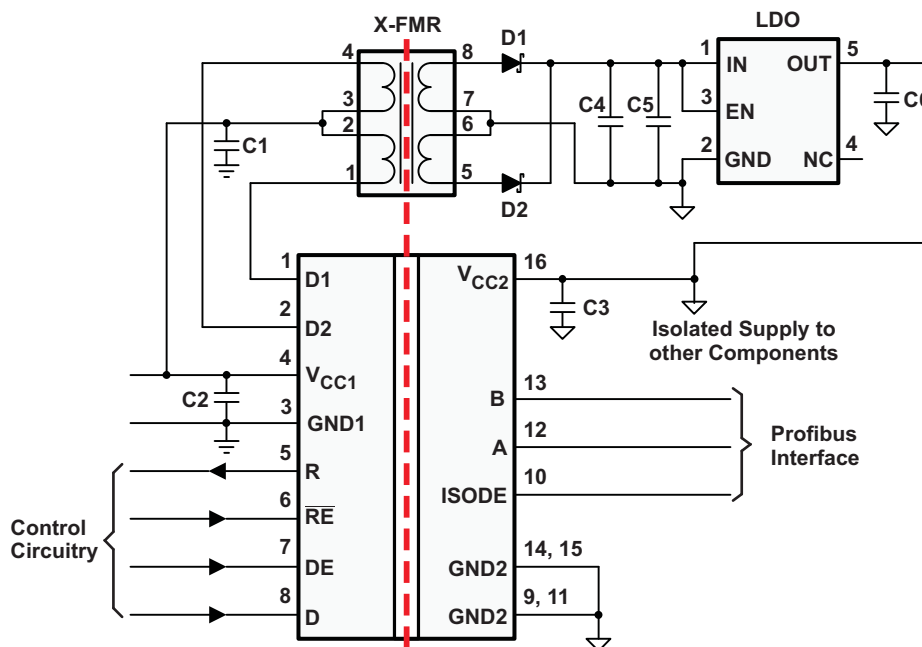 X-FMR
D1
LDO
4
8
1
IN
OUT
5
3
7
C4
C5
3
EN
2
6
C1
2
GND
NC
4
1
5
D2
1
D1
16
VCC2
C3
2
D2
Isolated Supply to
other Components
4
VCC1
C2
13
B
3
GND1
12
A
Profibus
Interface
5
R
10
ISODE
6
RE
Control
Circuitry
7
DE
14, 15
GND2
8
D
9, 11
GND2